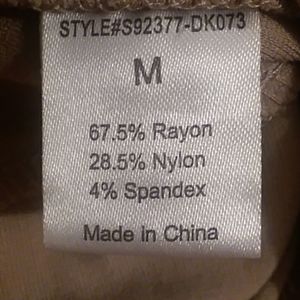 STYLE#S92377-DK073
M
67.5% Rayon
28.5% Nylon
4% Spandex
Made in China